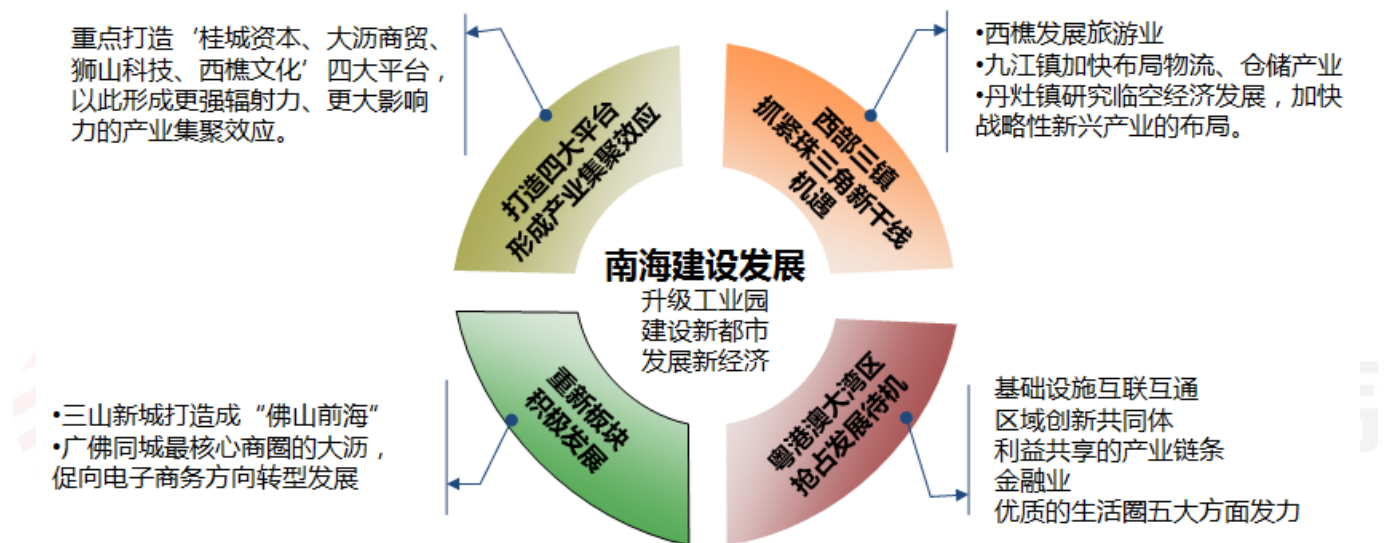 重点打造‘桂城资本、大沥商贸、
狮山科技、西樵文化’四大平台，
以此形成更强辐射力、更大影响
力的产业集聚效应。
打造四大平台
形成产业集聚效应
•西樵发展旅游业
•九江镇加快布局物流、仓储产业
•丹灶镇研究临空经济发展，加快
战略性新兴产业的布局。
西部三镇
抓紧珠三角新干线
机遇
南海建设发展
升级工业园
建设新都市
发展新经济
•三山新城打造成“佛山前海”
•广佛同城最核心商圈的大沥，
促向电子商务方向转型发展
重新板块
积极发展
粤港澳大湾区
抢占发展待机
基础设施互联互通
区域创新共同体
利益共享的产业链条
金融业
优质的生活圈五大方面发力